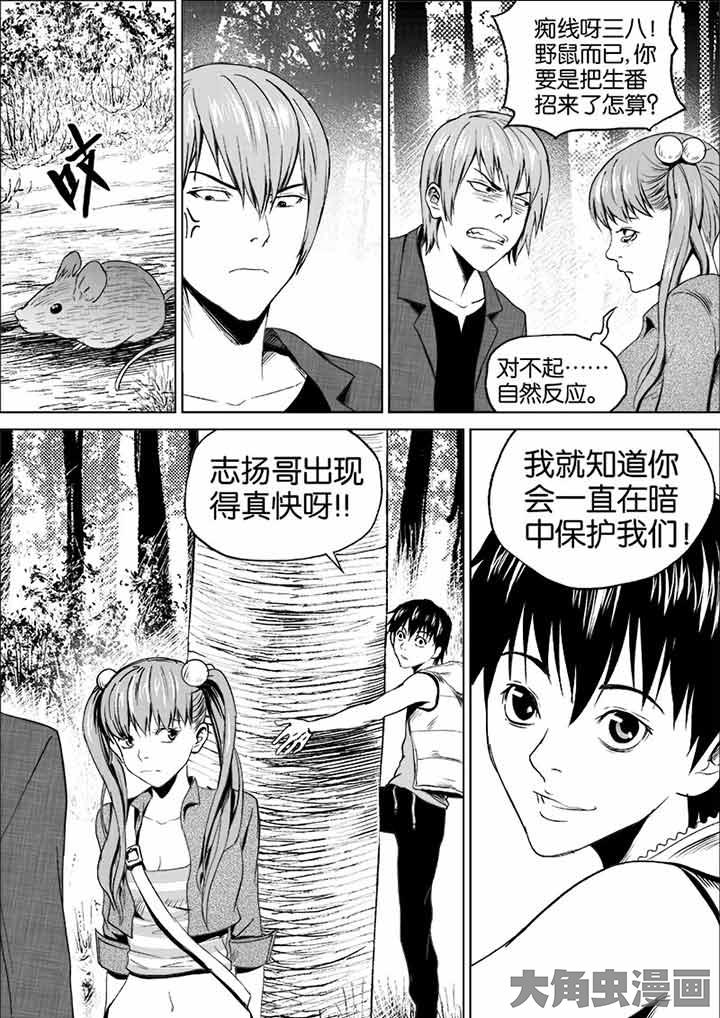 吱
痴线呀三八！
野鼠而已,你
要是把生番
招来了怎算？
对不起……
自然反应。
志扬哥出现
得真快呀!!
我就知道你
会一直在暗
中保护我们！
大角虫漫画